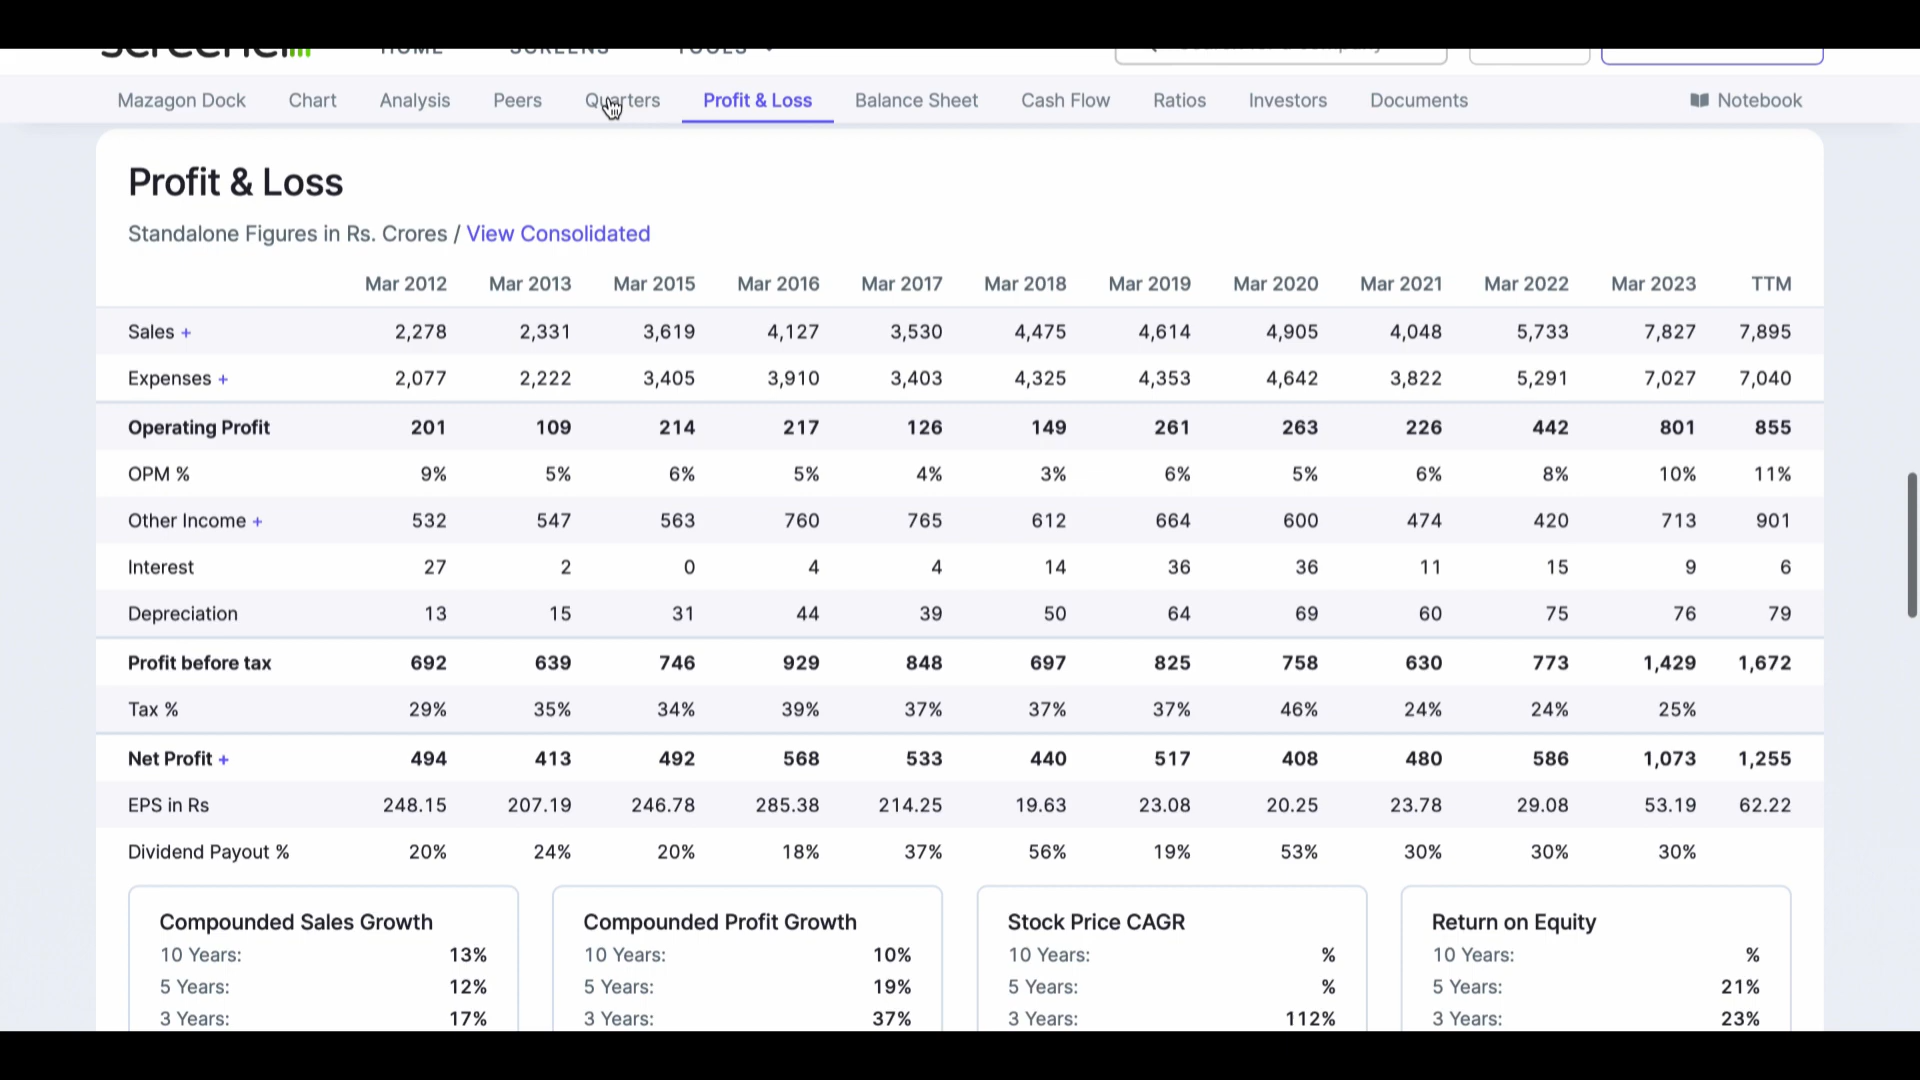 screener
HOME SCREENS TOOLS
Mazagon Dock Chart Analysis Peers Quarters Profit & Loss Balance Sheet Cash Flow Ratios Investors Documents Notebook
Profit & Loss
Standalone Figures in Rs. Crores / View Consolidated
Mar 2012 Mar 2013 Mar 2015 Mar 2016 Mar 2017 Mar 2018 Mar 2019 Mar 2020 Mar 2021 Mar 2022 Mar 2023 TTM
Sales + 2,278 2,331 3,619 4,127 3,530 4,475 4,614 4,905 4,048 5,733 7,827 7,895
Expenses + 2,077 2,222 3,405 3,910 3,403 4,325 4,353 4,642 3,822 5,291 7,027 7,040
Operating Profit 201 109 214 217 126 149 261 263 226 442 801 855
OPM % 9% 5% 6% 5% 4% 3% 6% 5% 6% 8% 10% 11%
Other Income + 532 547 563 760 765 612 664 600 474 420 713 901
Interest 27 2 0 4 4 14 36 36 11 15 9 6
Depreciation 13 15 31 44 39 50 64 69 60 75 76 79
Profit before tax 692 639 746 929 848 697 825 758 630 773 1,429 1,672
Tax % 29% 35% 34% 39% 37% 37% 37% 46% 24% 24% 25%
Net Profit + 494 413 492 568 533 440 517 408 480 586 1,073 1,255
EPS in Rs 248.15 207.19 246.78 285.38 214.25 19.63 23.08 20.25 23.78 29.08 53.19 62.22
Dividend Payout % 20% 24% 20% 18% 37% 56% 19% 53% 30% 30% 30%
Compounded Sales Growth Compounded Profit Growth Stock Price CAGR Return on Equity
10 Years: 13% 10 Years: 10% 10 Years: % 10 Years: %
5 Years: 12% 5 Years: 19% 5 Years: % 5 Years: 21%
3 Years: 17% 3 Years: 37% 3 Years: 112% 3 Years: 23%